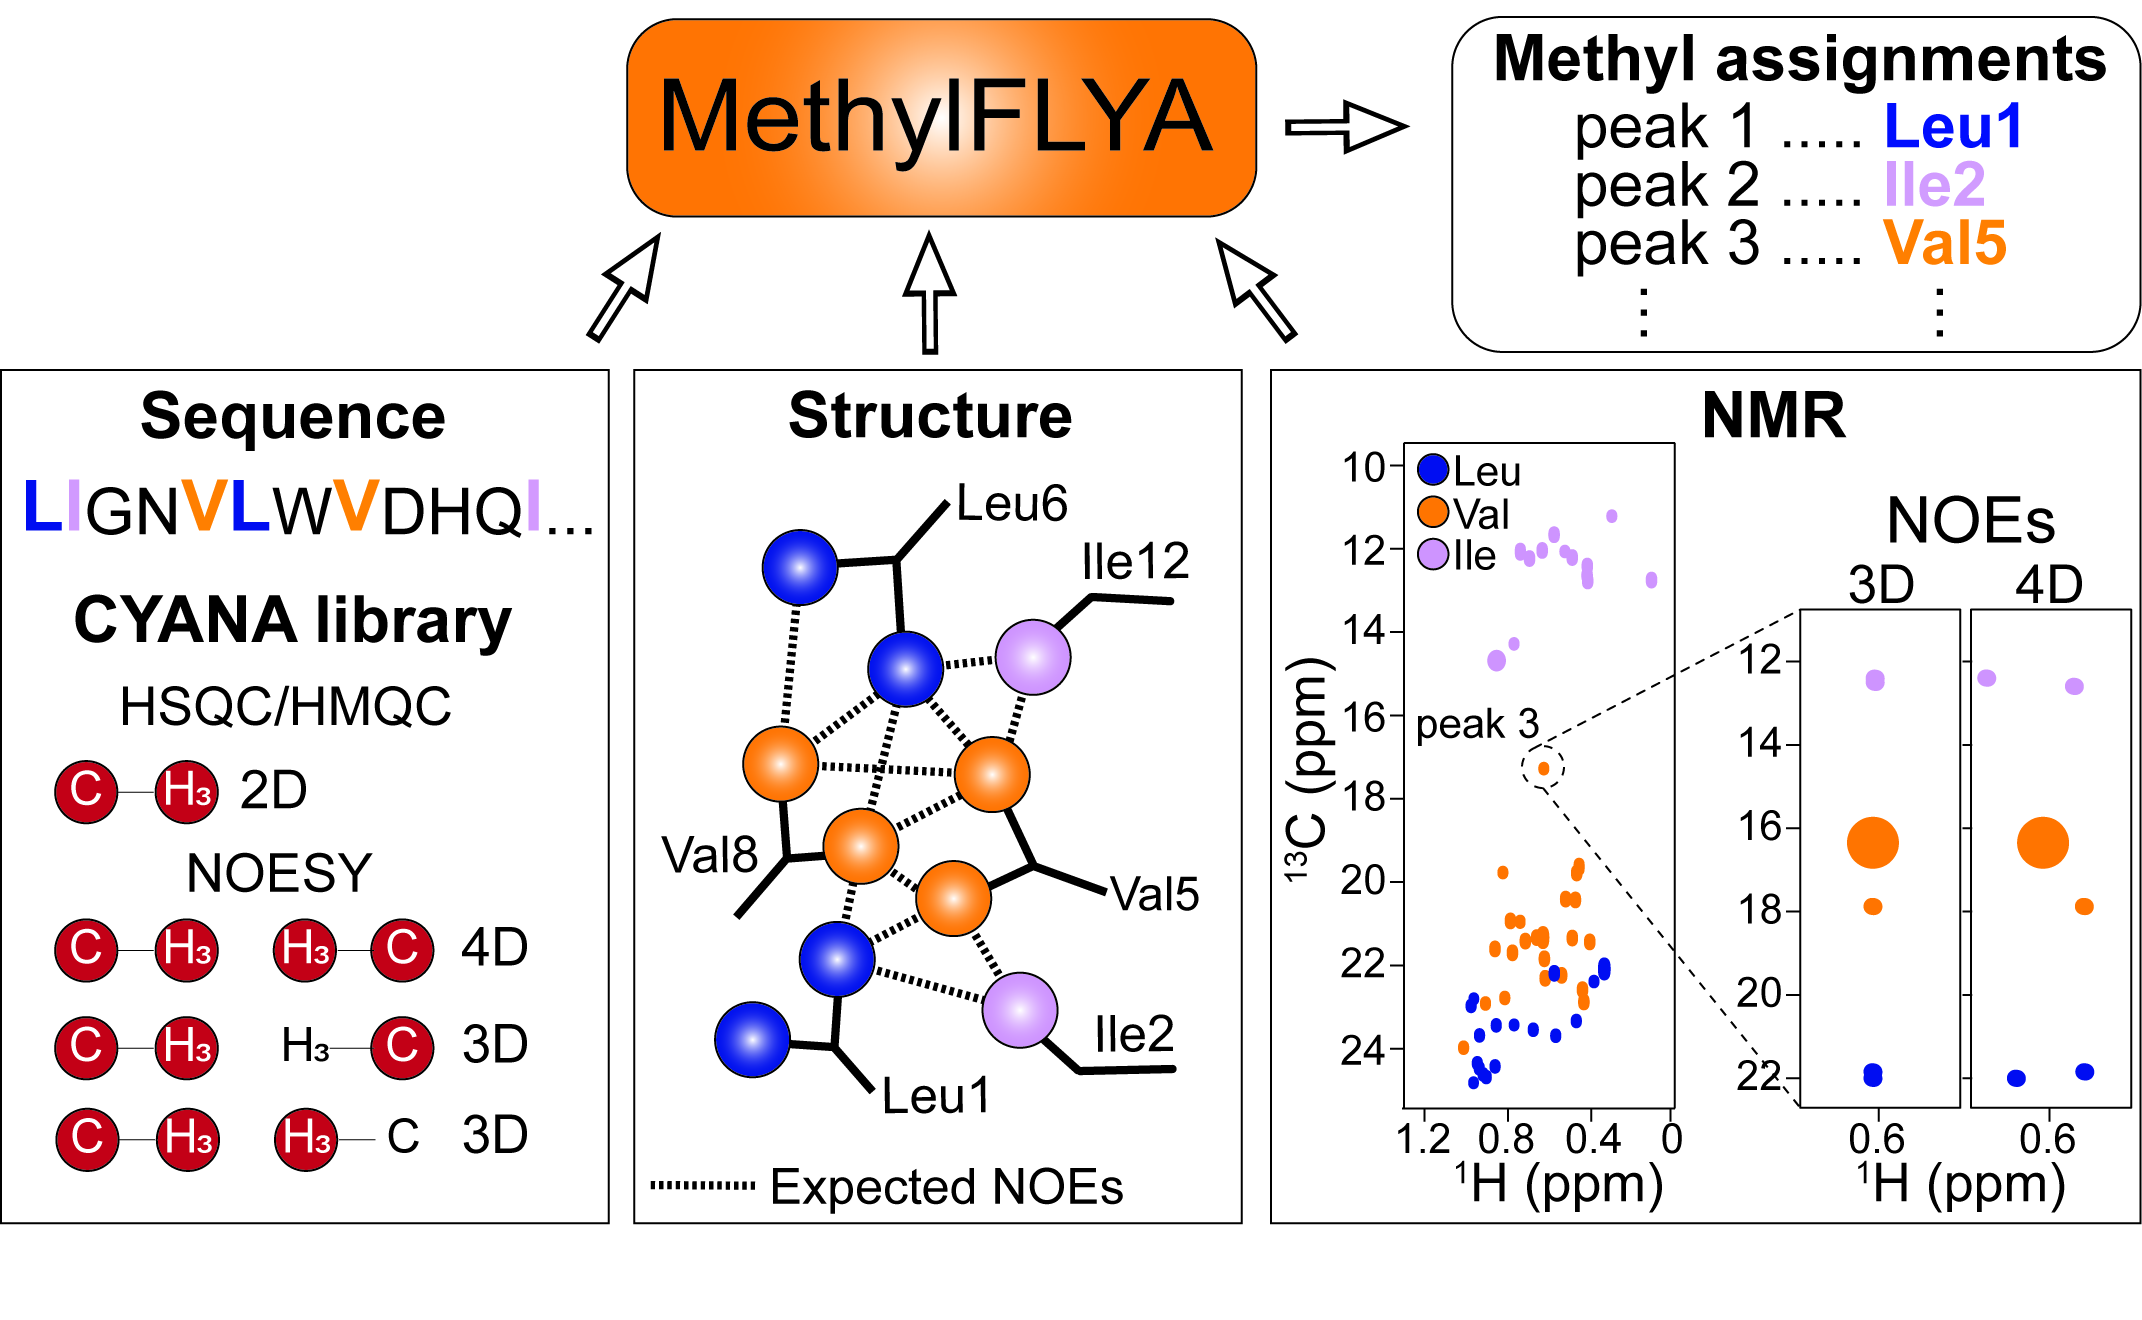 MethylFLYA
Methyl assignments
peak 1 ..... Leu1
peak 2 ..... Ile2
peak 3 ..... Val5
Sequence
LIGNVLWVDHQI...
CYANA library
HSQC/HMQC
C H₃ 2D
NOESY
C H₃ H₃ C 4D
C H₃ H₃ C 3D
C H₃ H₃ C 3D
Structure
Leu6
Ile12
Val8
Val5
Ile2
Leu1
Expected NOEs
NMR
Leu
Val
Ile
peak 3
10
12
14
16
18
20
22
24
¹³C (ppm)
1.2 0.8 0.4 0
¹H (ppm)
NOEs
3D 4D
12
14
16
18
20
22
0.6 0.6
¹H (ppm)